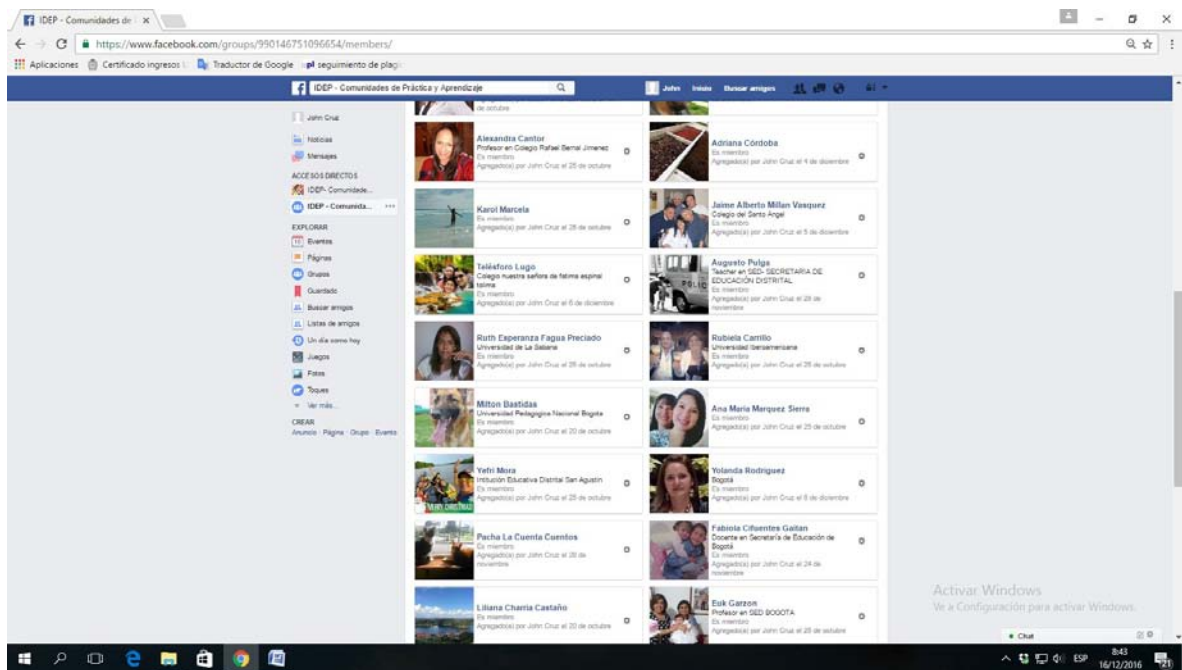 IDEP - Comunidades de
https://www.facebook.com/groups/990146751096654/members/
Aplicaciones
Certificado ingresos
Traductor de Google
seguimiento de plagi
IDEP - Comunidades de Práctica y Aprendizaje
John
Inicio
Buscar amigos
John Cruz
Noticias
Mensajes
ACCESOS DIRECTOS
IDEP- Comunidade...
IDEP - Comunida...
EXPLORAR
Eventos
Páginas
Grupos
Guardado
Buscar amigos
Listas de amigos
Un día como hoy
Juegos
Fotos
Toques
Ver más...
CREAR
Anuncio · Página · Grupo · Evento
de octubre
Alexandra Cantor
Profesor en Colegio Rafael Bernal Jimenez
Es miembro
Agregado(a) por John Cruz el 25 de octubre
Adriana Córdoba
Es miembro
Agregado(a) por John Cruz el 4 de diciembre
Karol Marcela
Es miembro
Agregado(a) por John Cruz el 28 de octubre
Jaime Alberto Millan Vasquez
Colegio del Santo Angel
Es miembro
Agregado(a) por John Cruz el 5 de diciembre
Telésforo Lugo
Colegio nuestra señora de fatima espinal
tolima
Es miembro
Agregado(a) por John Cruz el 6 de diciembre
Augusto Pulga
Teacher en SED- SECRETARIA DE
EDUCACIÓN DISTRITAL
Es miembro
Agregado(a) por John Cruz el 28 de
noviembre
POLIC
Ruth Esperanza Fagua Preciado
Universidad de La Sabana
Es miembro
Agregado(a) por John Cruz el 25 de octubre
Rubiela Carrillo
Universidad Iberoamericana
Es miembro
Agregado(a) por John Cruz el 25 de octubre
Milton Bastidas
Universidad Pedagogica Nacional Bogota
Es miembro
Agregado(a) por John Cruz el 20 de octubre
Ana Maria Marquez Sierra
Es miembro
Agregado(a) por John Cruz el 25 de octubre
Yefri Mora
Intitución Educativa Distrital San Agustin
Es miembro
Agregado(a) por John Cruz el 25 de octubre
MERRY CHRISTMAS
Yolanda Rodriguez
Bogotá
Es miembro
Agregado(a) por John Cruz el 6 de diciembre
Pacha La Cuenta Cuentos
Es miembro
Agregado(a) por John Cruz el 28 de
noviembre
Fabiola Cifuentes Gaitan
Docente en Secretaría de Educación de
Bogotá
Es miembro
Agregado(a) por John Cruz el 24 de
noviembre
Liliana Charria Castaño
Es miembro
Agregado(a) por John Cruz el 20 de octubre
Euk Garzon
Profesor en SED BOGOTA
Es miembro
Agregado(a) por John Cruz el 25 de octubre
Activar Windows
Ve a Configuración para activar Windows.
Chat
ESP
8:43
16/12/2016